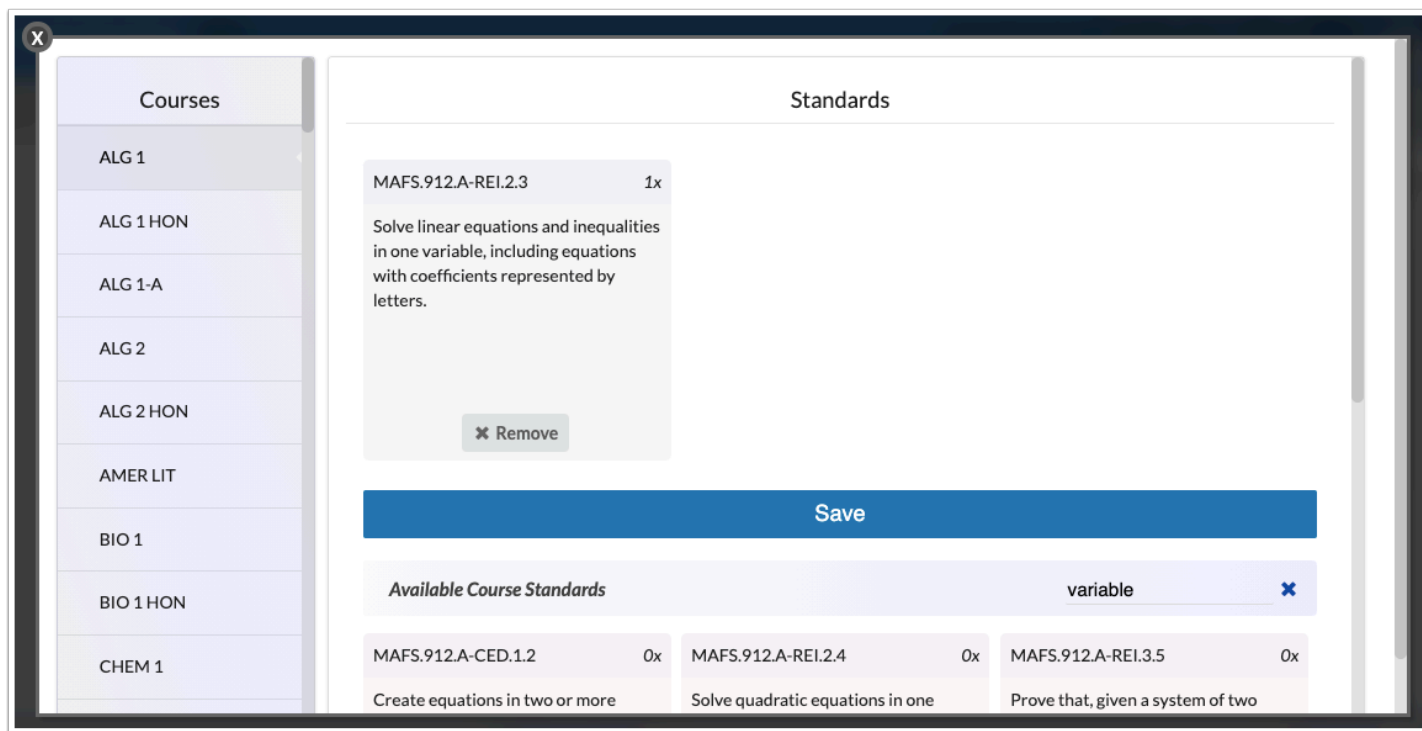 X
Courses
ALG 1
ALG 1 HON
ALG 1-A
ALG 2
ALG 2 HON
AMER LIT
BIO 1
BIO 1 HON
CHEM 1
Standards
MAFS.912.A-REI.2.3 1x
Solve linear equations and inequalities
in one variable, including equations
with coefficients represented by
letters.
✖ Remove
Save
Available Course Standards variable ✖
MAFS.912.A-CED.1.2 0x
Create equations in two or more
MAFS.912.A-REI.2.4 0x
Solve quadratic equations in one
MAFS.912.A-REI.3.5 0x
Prove that, given a system of two